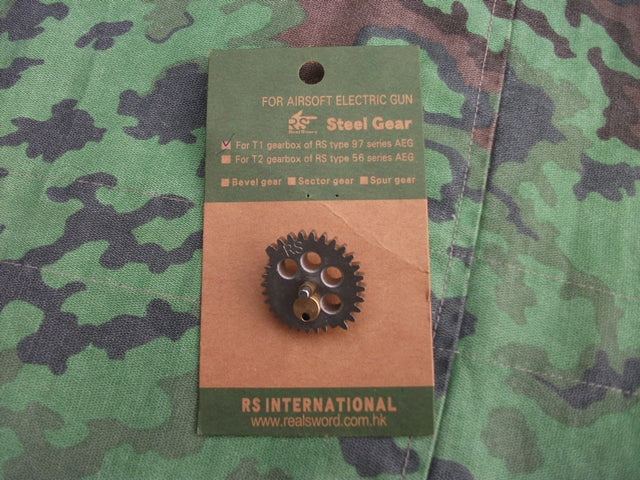 FOR AIRSOFT ELECTRIC GUN
RS Steel Gear
For T1 gearbox of RS type 97 series AEG
For T2 gearbox of RS type 56 series AEG
Bevel gear Sector gear Spur gear
RS
RS INTERNATIONAL
www.realsword.com.hk